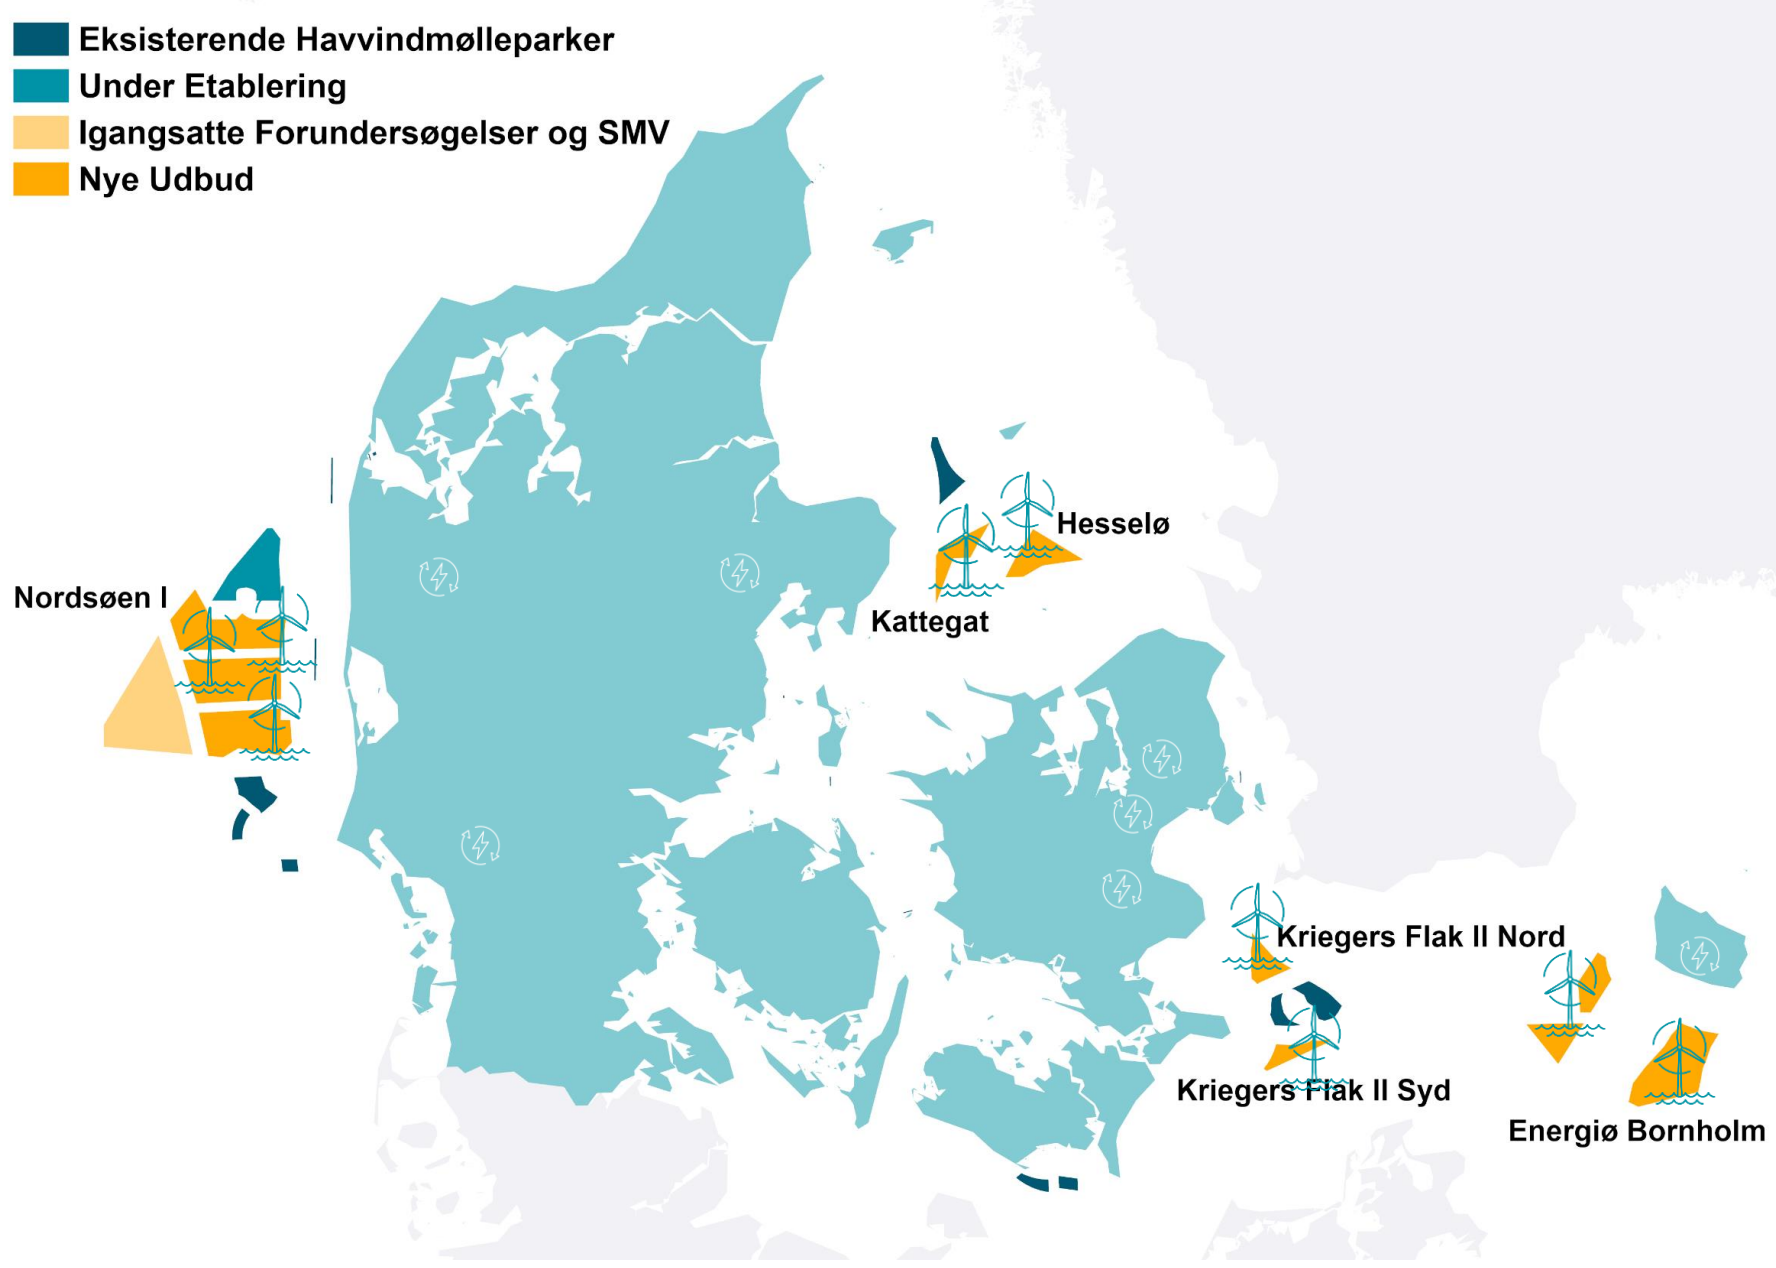 Eksisterende Havvindmølleparker
Under Etablering
Igangsatte Forundersøgelser og SMV
Nye Udbud
Hesselø
Nordsøen I
Kattegat
Kriegers Flak II Nord
Kriegers Flak II Syd
Energiø Bornholm